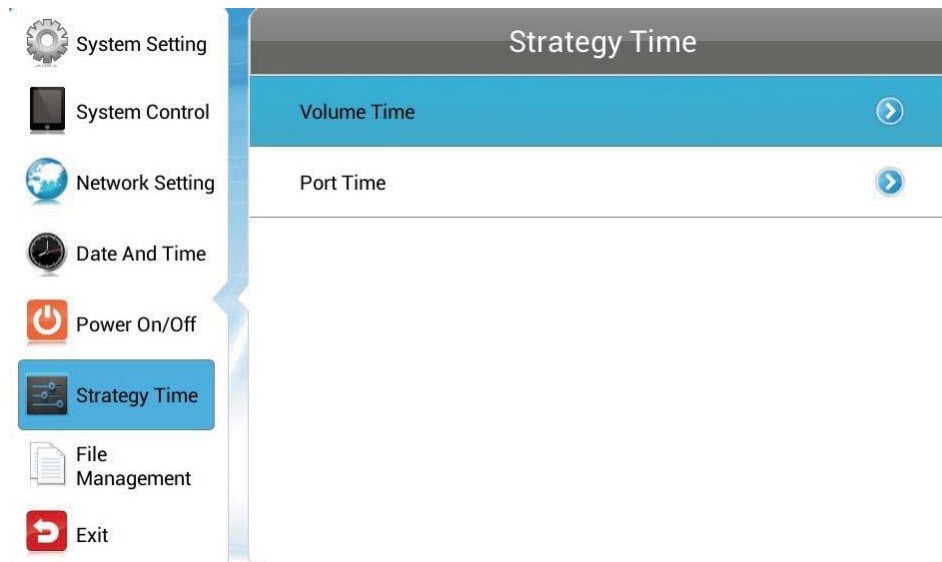 System Setting
System Control
Network Setting
Date And Time
Power On/Off
Strategy Time
File
Management
Exit
Strategy Time
Volume Time
Port Time